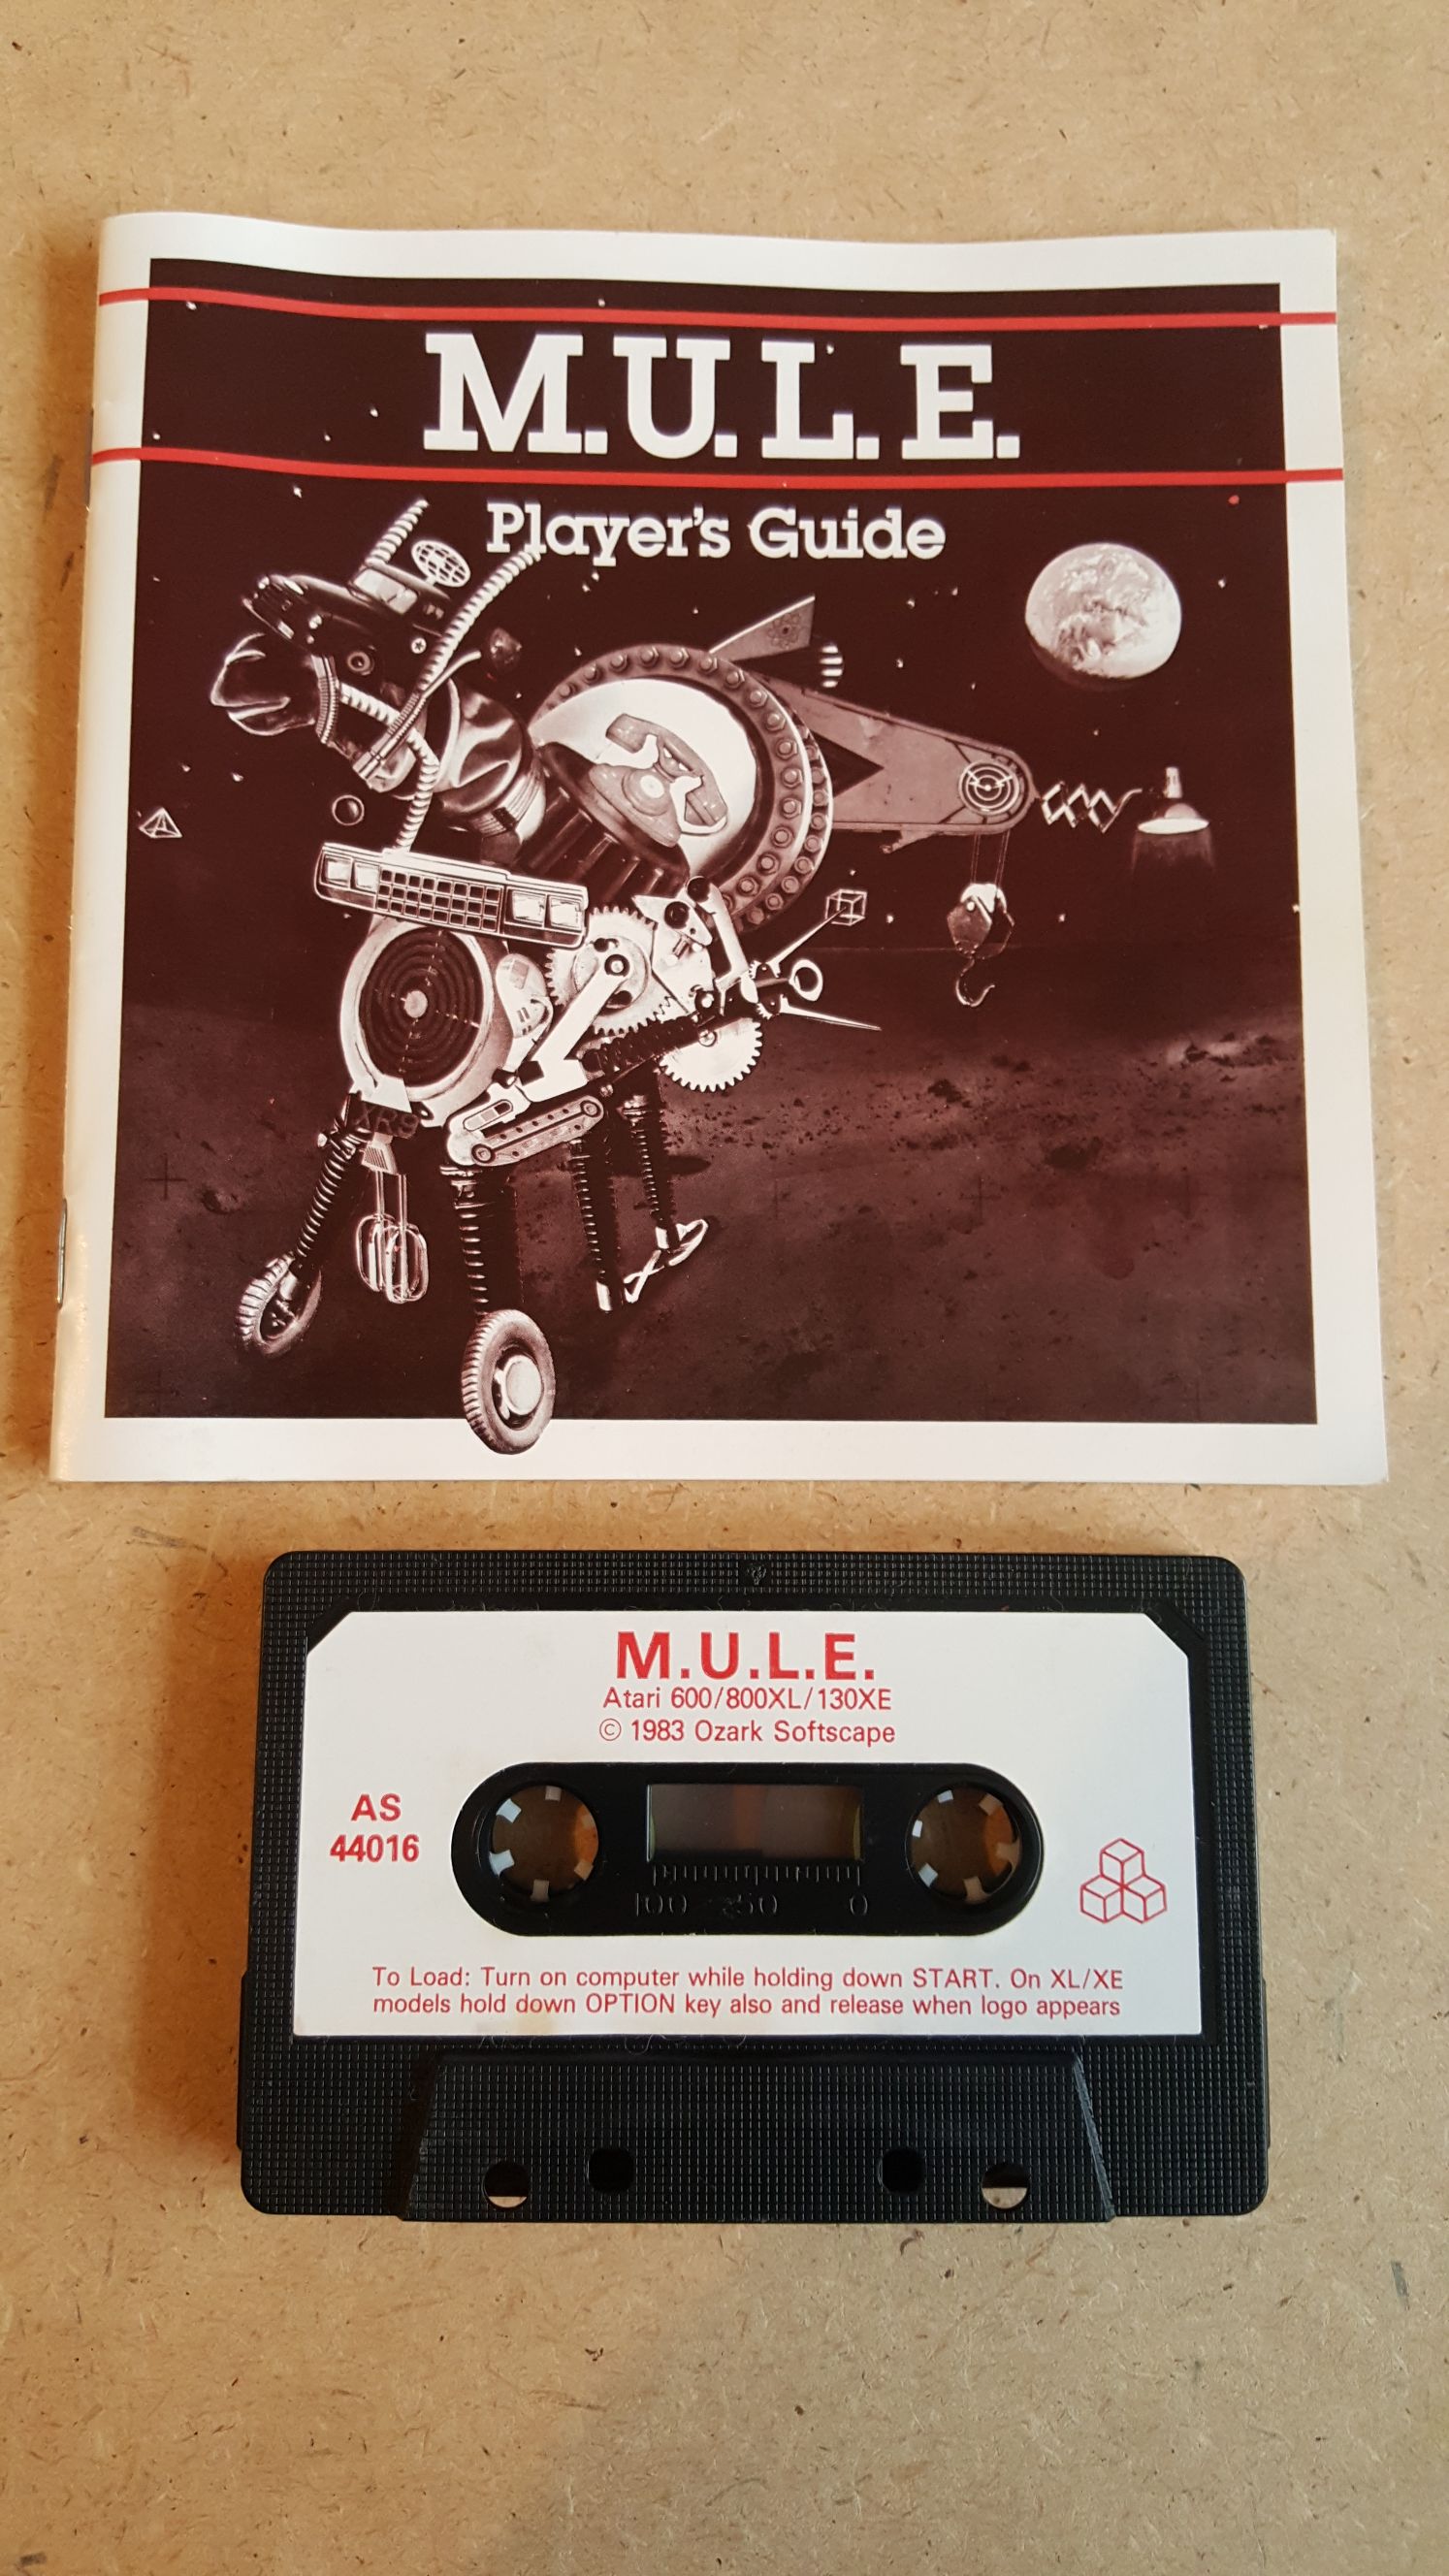 M.U.L.E.
Player's Guide
XR9
M.U.L.E.
Atari 600/800XL/130XE
© 1983 Ozark Softscape
AS
44016
100 50 0
To Load: Turn on computer while holding down START. On XL/XE
models hold down OPTION key also and release when logo appears